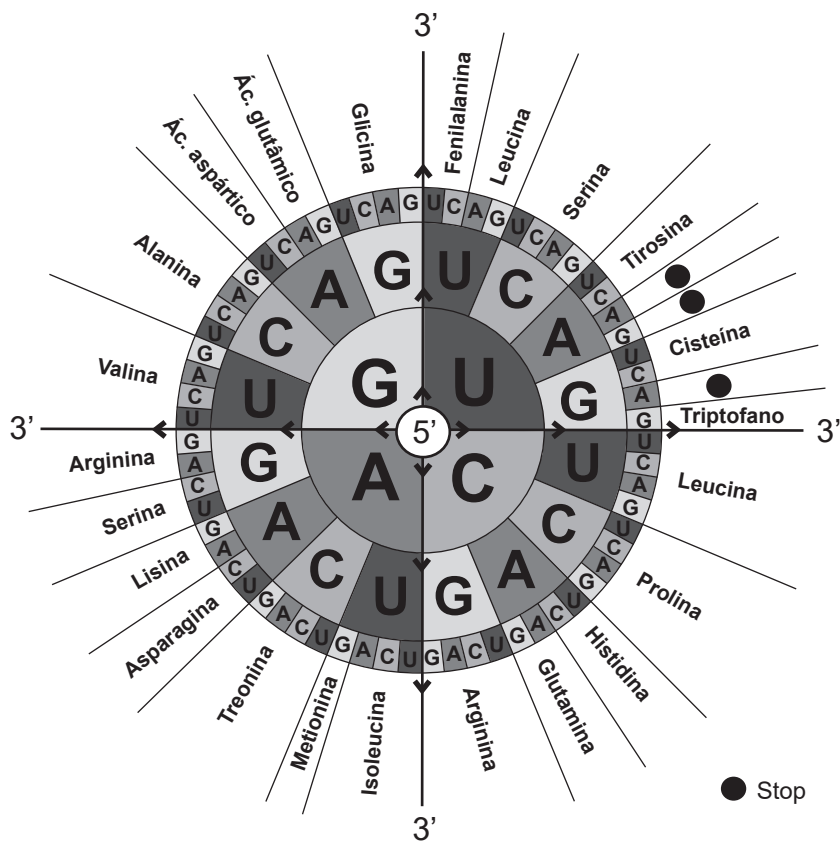 3’
Fenilalanina
Leucina
Serina
Tirosina
Cisteína
Triptofano
3’
Leucina
Prolina
Histidina
Glutamina
Arginina
3’
Isoleucina
Metionina
Treonina
Asparagina
Lisina
Serina
Arginina
3’
Valina
Alanina
Ác. aspártico
Ác. glutâmico
Glicina
U C A G U C A G U C A G U C A G
U C A G U C A G U C A G U C A G
U C A G U C A G U C A G U C A G
U C A G U C A G U C A G U C A G
U C A G
U C A G
U C A G
U C A G
U C A G
5’
Stop